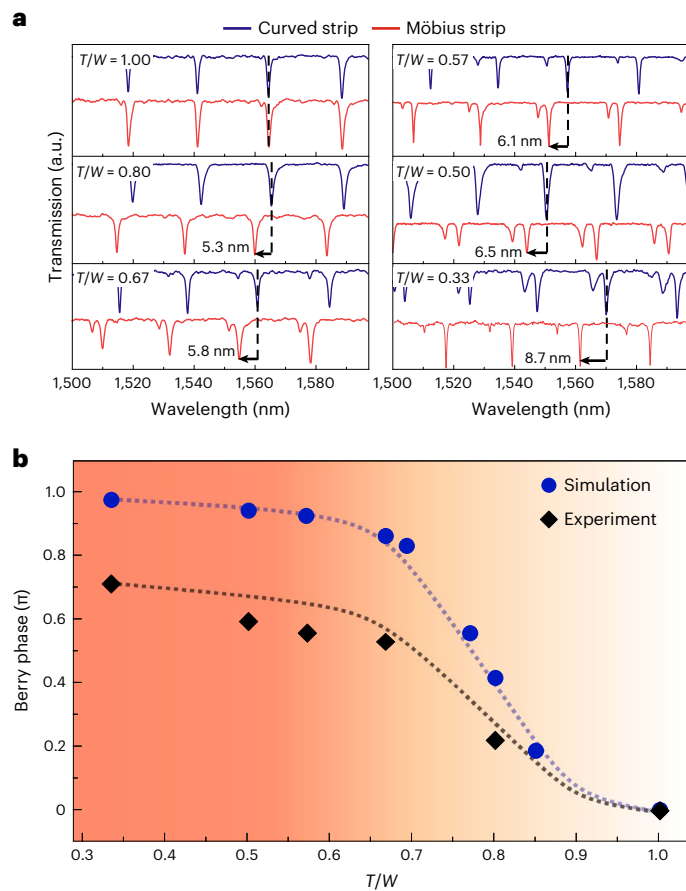 a
Curved strip Möbius strip
T/W = 1.00
T/W = 0.57
6.1 nm
T/W = 0.80
5.3 nm
T/W = 0.50
6.5 nm
T/W = 0.67
5.8 nm
T/W = 0.33
8.7 nm
Transmission (a.u.)
1,500 1,520 1,540 1,560 1,580
1,500 1,520 1,540 1,560 1,580
Wavelength (nm) Wavelength (nm)
b
Simulation
Experiment
Berry phase (π)
1.0
0.8
0.6
0.4
0.2
0
0.3 0.4 0.5 0.6 0.7 0.8 0.9 1.0
T/W